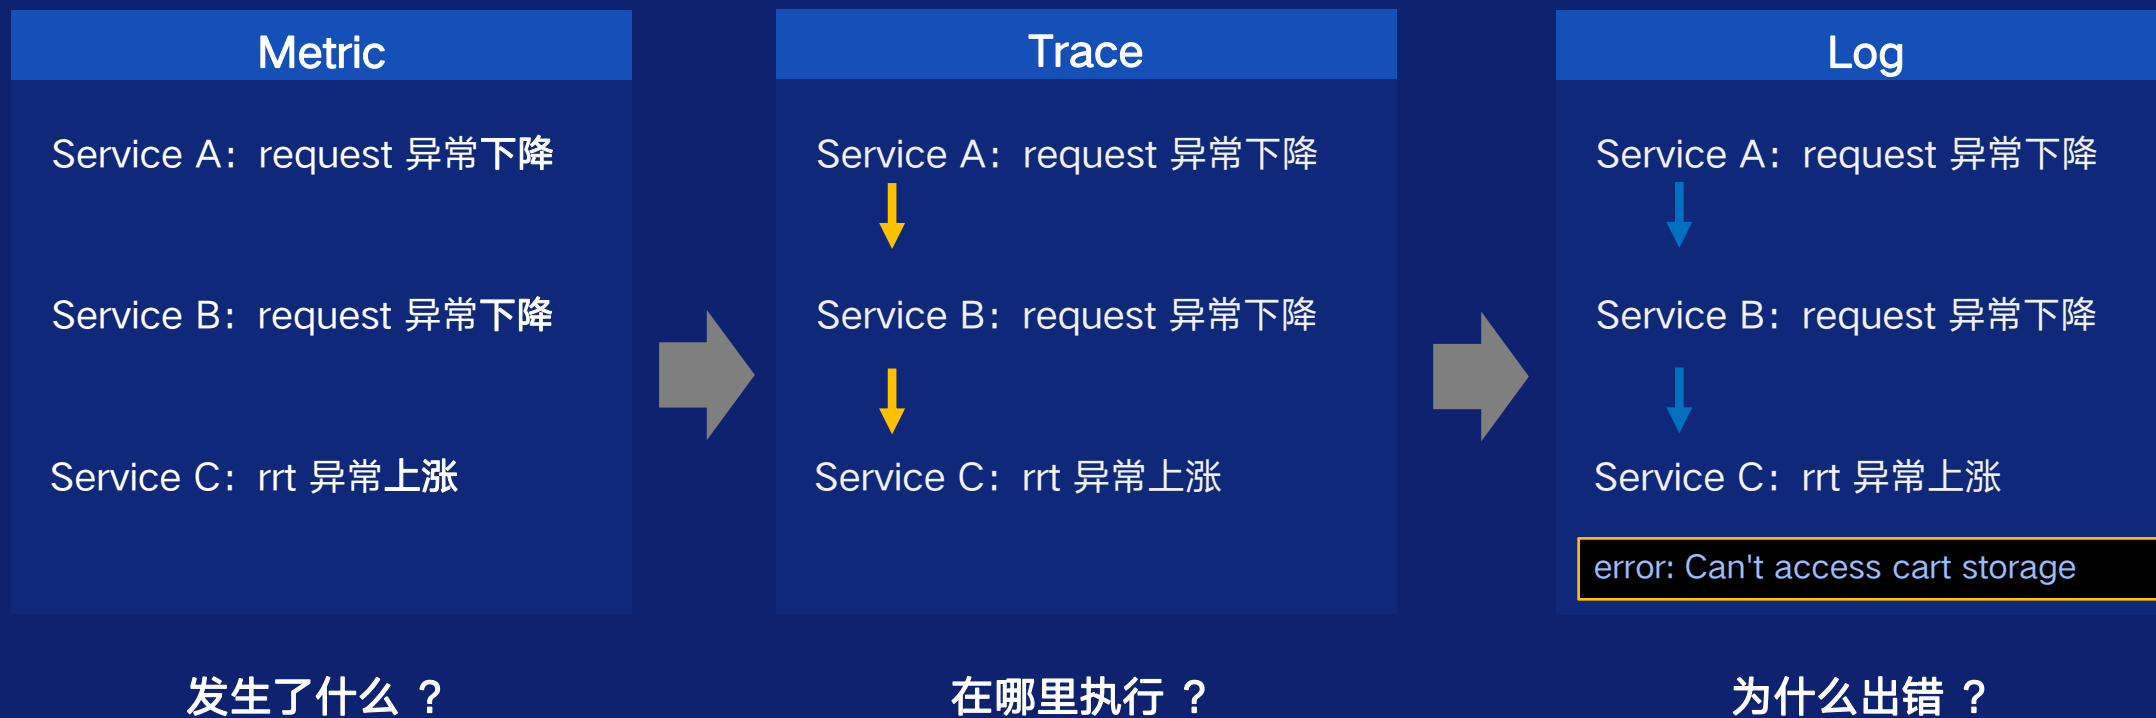 Metric
Service A: request 异常下降
Service B: request 异常下降
Service C: rrt 异常上涨
发生了什么 ?
Trace
Service A: request 异常下降
Service B: request 异常下降
Service C: rrt 异常上涨
在哪里执行 ?
Log
Service A: request 异常下降
Service B: request 异常下降
Service C: rrt 异常上涨
error: Can't access cart storage
为什么出错 ?